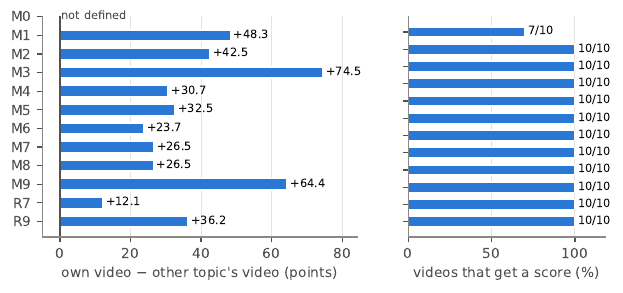 M0 not defined
M1 +48.3 7/10
M2 +42.5 10/10
M3 +74.5 10/10
M4 +30.7 10/10
M5 +32.5 10/10
M6 +23.7 10/10
M7 +26.5 10/10
M8 +26.5 10/10
M9 +64.4 10/10
R7 +12.1 10/10
R9 +36.2 10/10
0 20 40 60 80 0 50 100
own video − other topic's video (points) videos that get a score (%)